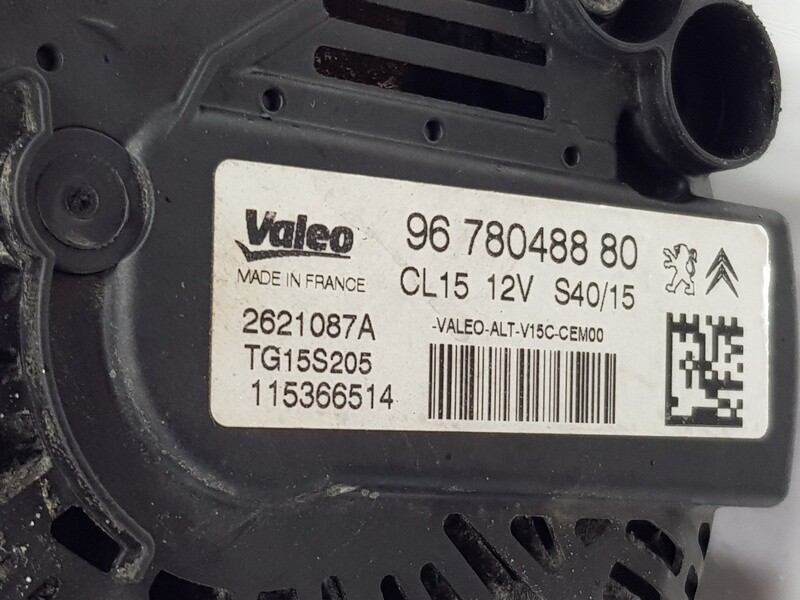 Valeo
MADE IN FRANCE
2621087A
TG15S205
115366514
96 780488 80
CL15 12V S40/15
-VALEO-ALT-V15C-CEM00